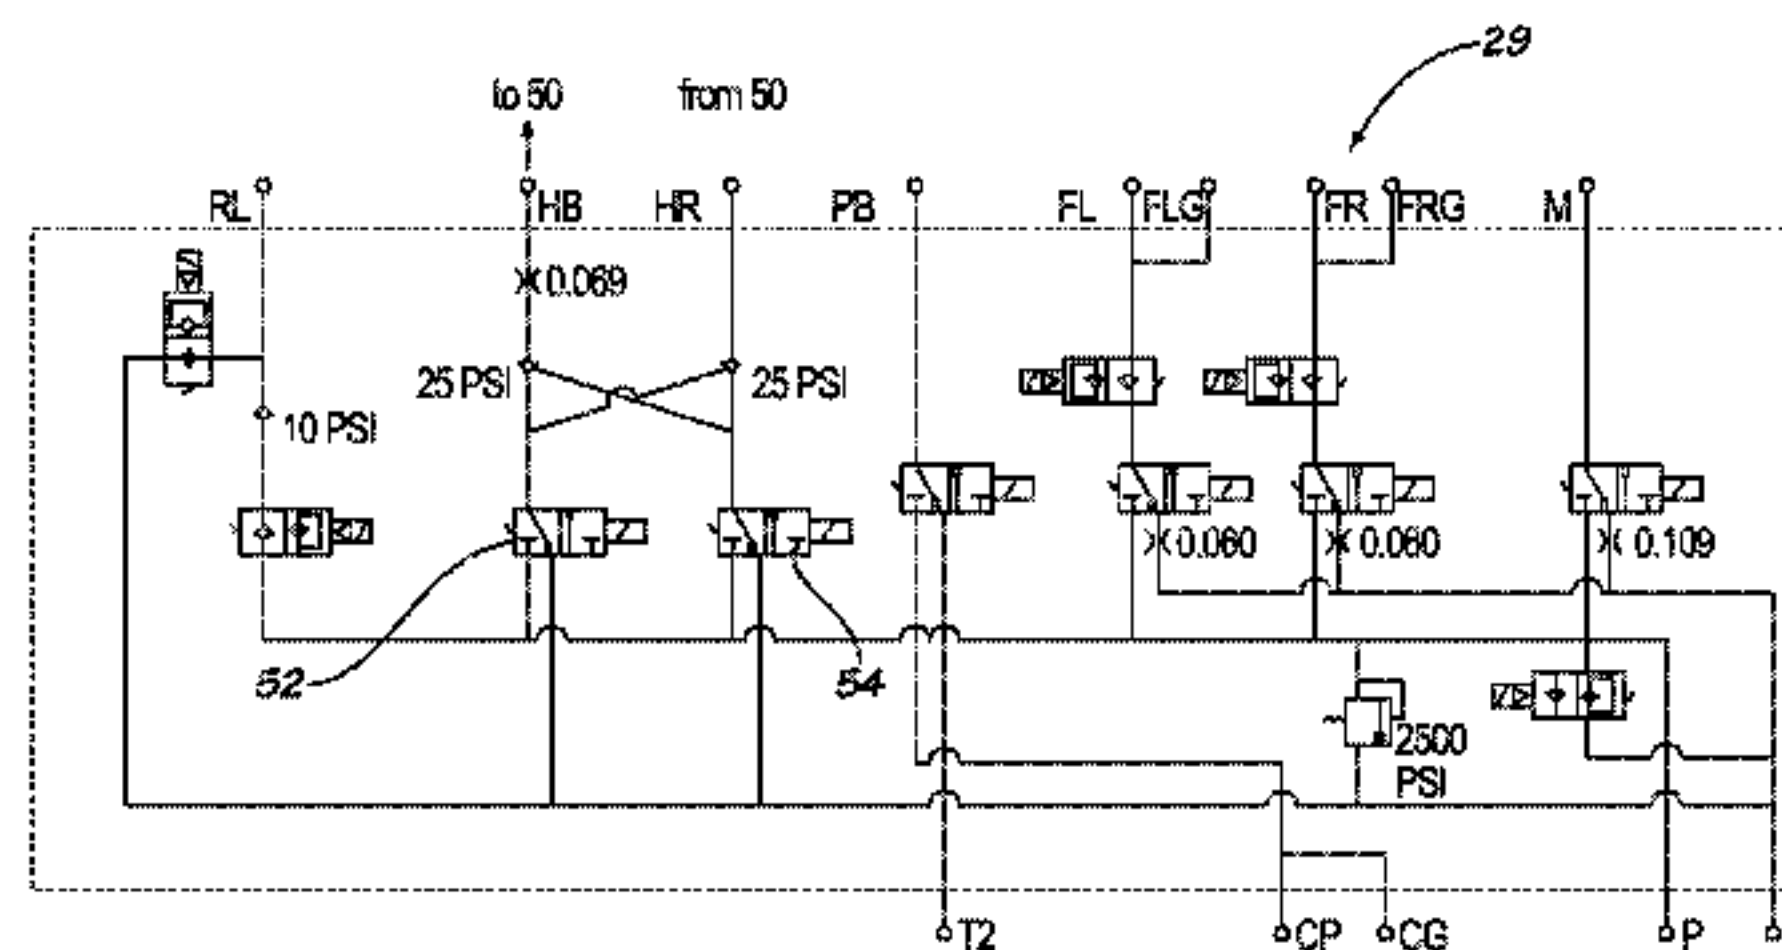 29
to 50 from 50
RL HB HR PB FL FLG FR FRG M
0.069
25 PSI 25 PSI
10 PSI
0.060 0.060 0.109
52 54
2500
PSI
T2 CP CG P